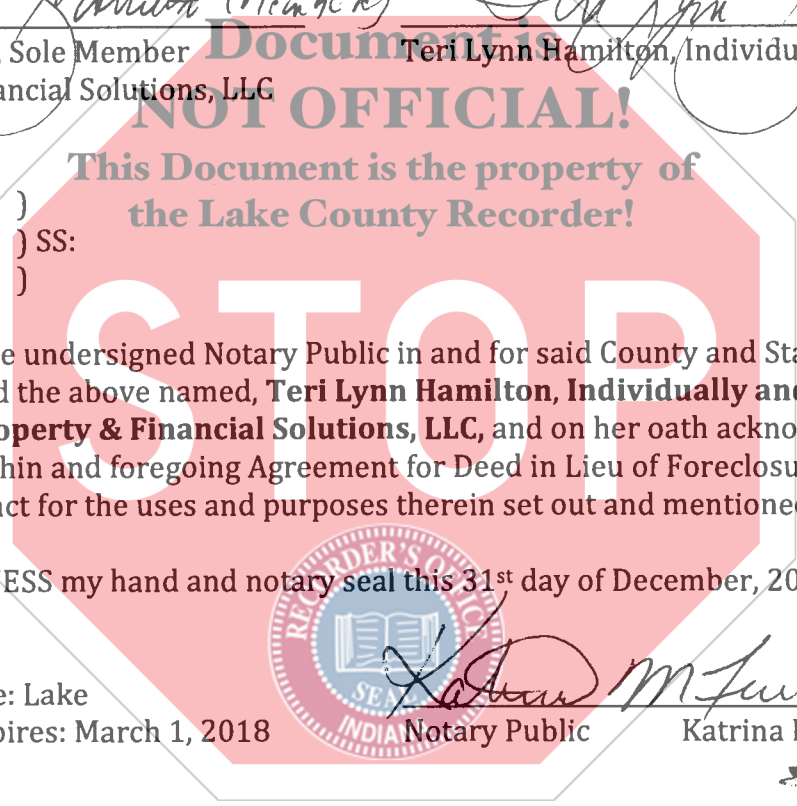 Document is
, Sole Member Teri Lynn Hamilton, Individu
ancial Solutions, LLC
NOT OFFICIAL!
This Document is the property of
the Lake County Recorder!
)
) SS:
)
STOP
e undersigned Notary Public in and for said County and Sta
d the above named, Teri Lynn Hamilton, Individually and
operty & Financial Solutions, LLC, and on her oath ackno
hin and foregoing Agreement for Deed in Lieu of Foreclosu
act for the uses and purposes therein set out and mentioned
ESS my hand and notary seal this 31st day of December, 20
RECORDER'S OFFICE
SEAL
INDIANA
e: Lake
pires: March 1, 2018 Notary Public Katrina